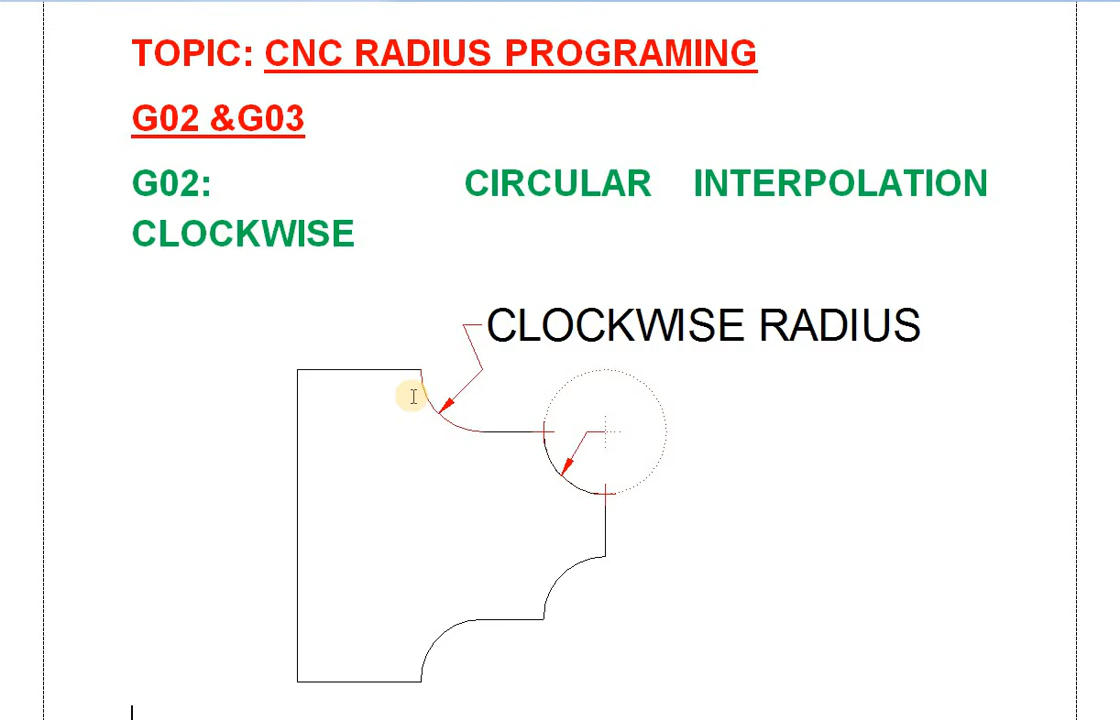 TOPIC: CNC RADIUS PROGRAMING
G02 &G03
G02: CIRCULAR INTERPOLATION
CLOCKWISE
CLOCKWISE RADIUS